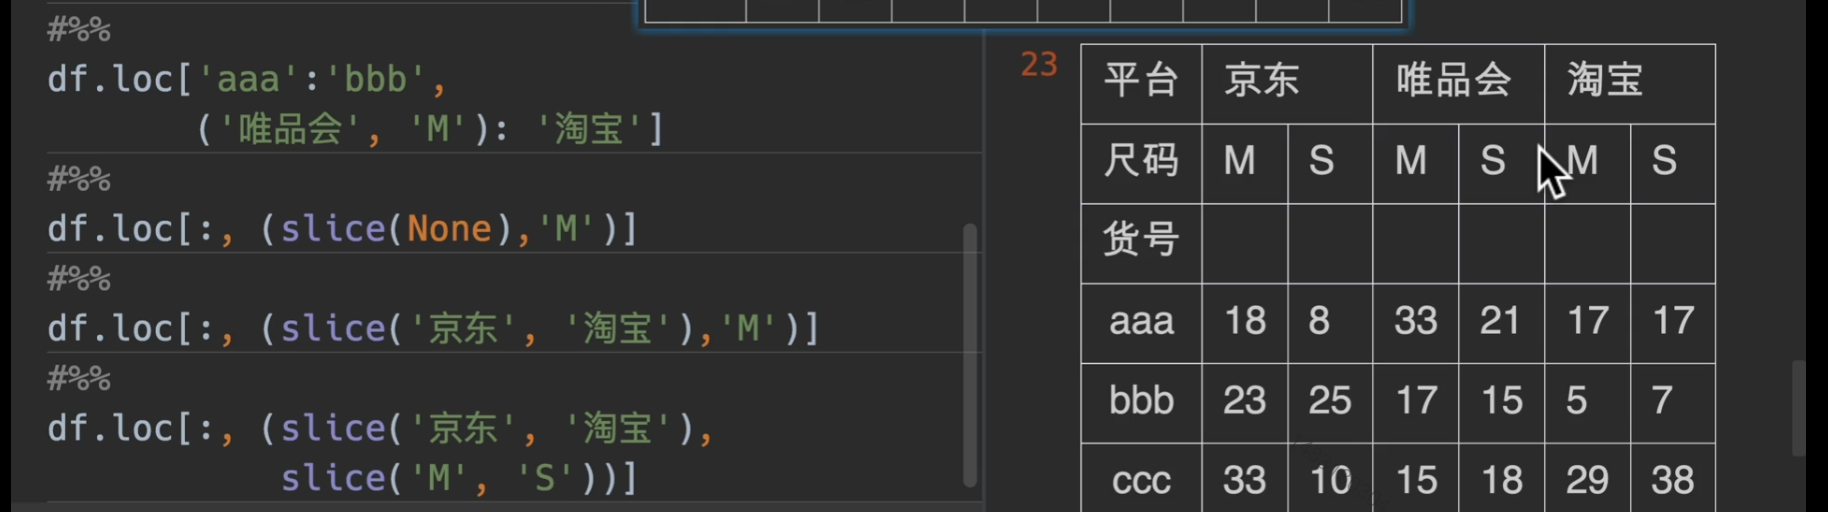 #%%
df.loc['aaa':'bbb',
('唯品会', 'M'): '淘宝']
#%%
df.loc[:, (slice(None),'M')]
#%%
df.loc[:, (slice('京东', '淘宝'),'M')]
#%%
df.loc[:, (slice('京东', '淘宝'),
slice('M', 'S'))]
23
平台 京东 唯品会 淘宝
尺码 M S M S M S
货号
aaa 18 8 33 21 17 17
bbb 23 25 17 15 5 7
ccc 33 10 15 18 29 38